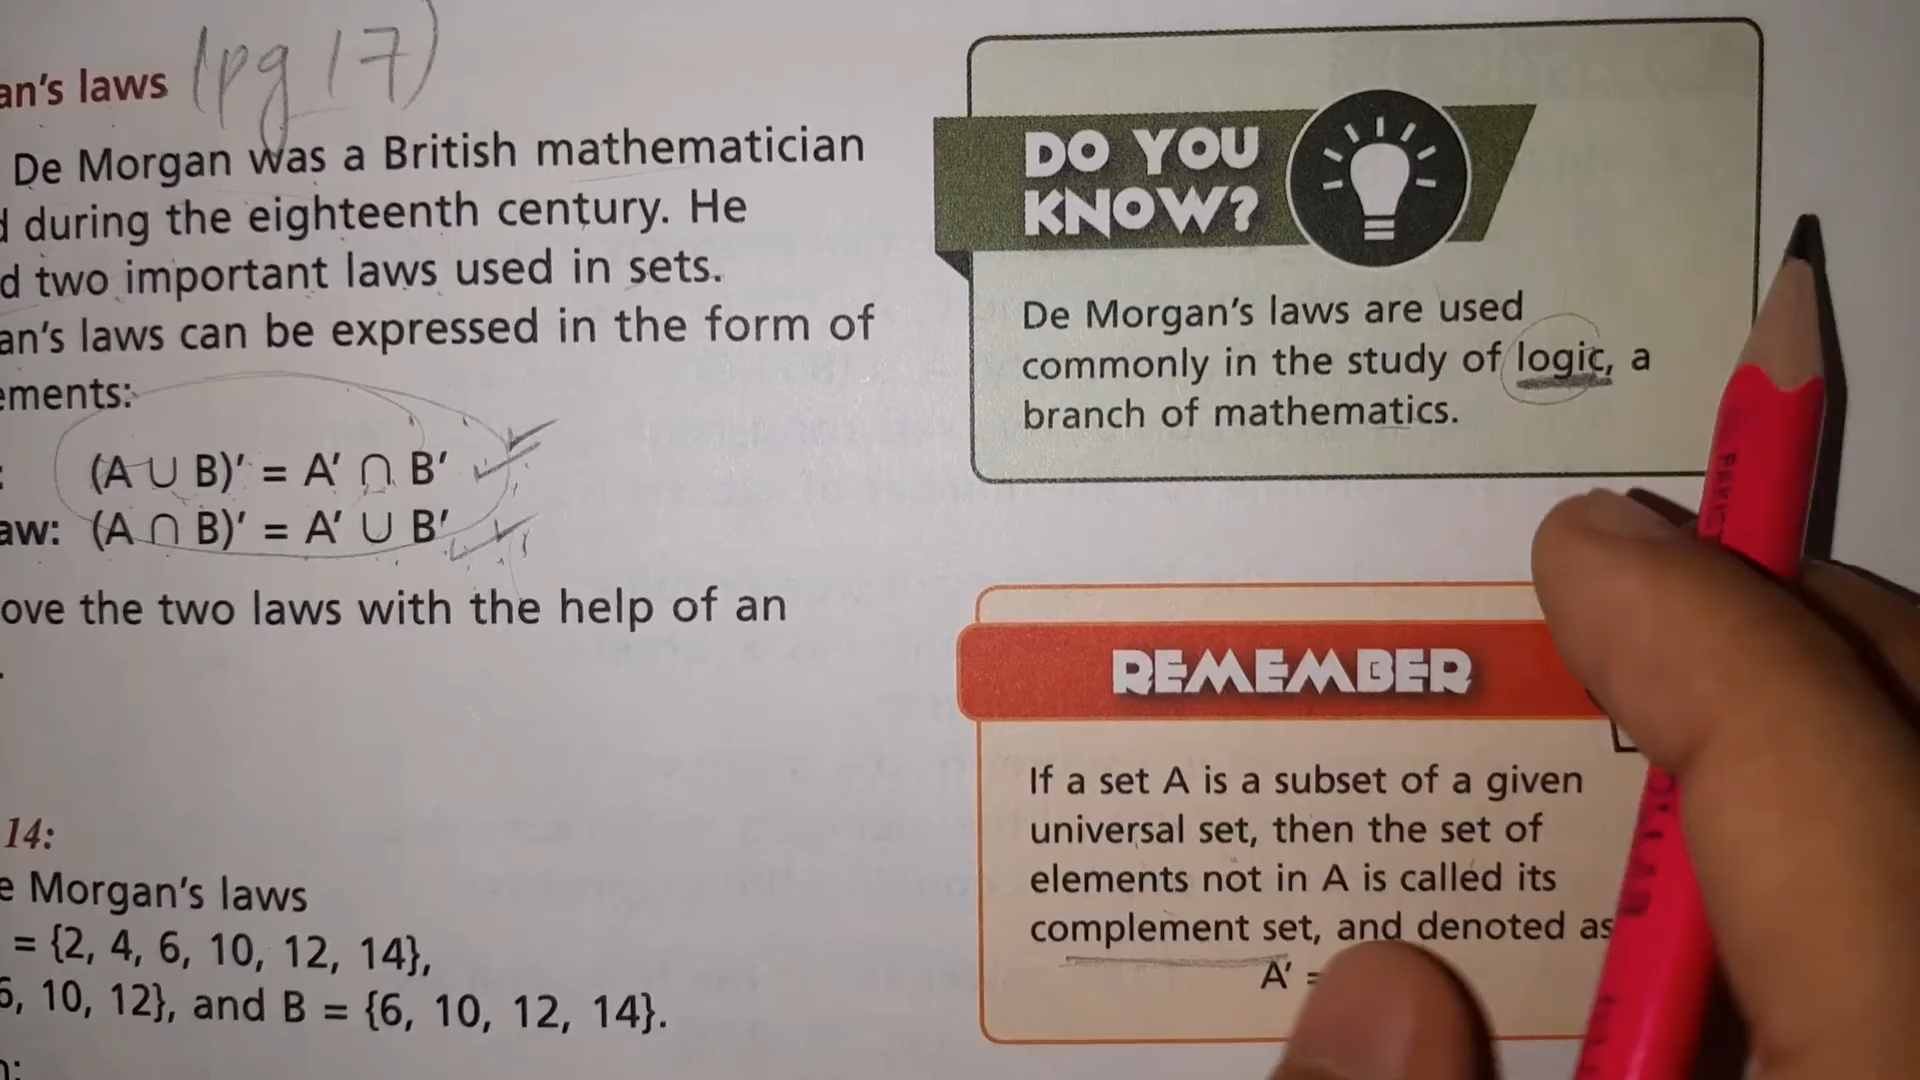 an's laws (pg 17)
De Morgan was a British mathematician
d during the eighteenth century. He
d two important laws used in sets.
an's laws can be expressed in the form of
ements:
: (A ∪ B)′ = A′ ∩ B′
aw: (A ∩ B)′ = A′ ∪ B′
ove the two laws with the help of an
.
14:
e Morgan's laws
= {2, 4, 6, 10, 12, 14},
6, 10, 12}, and B = {6, 10, 12, 14}.
n:
DO YOU
KNOW?
De Morgan's laws are used
commonly in the study of logic, a
branch of mathematics.
REMEMBER
If a set A is a subset of a given
universal set, then the set of
elements not in A is called its
complement set, and denoted as
A′ =